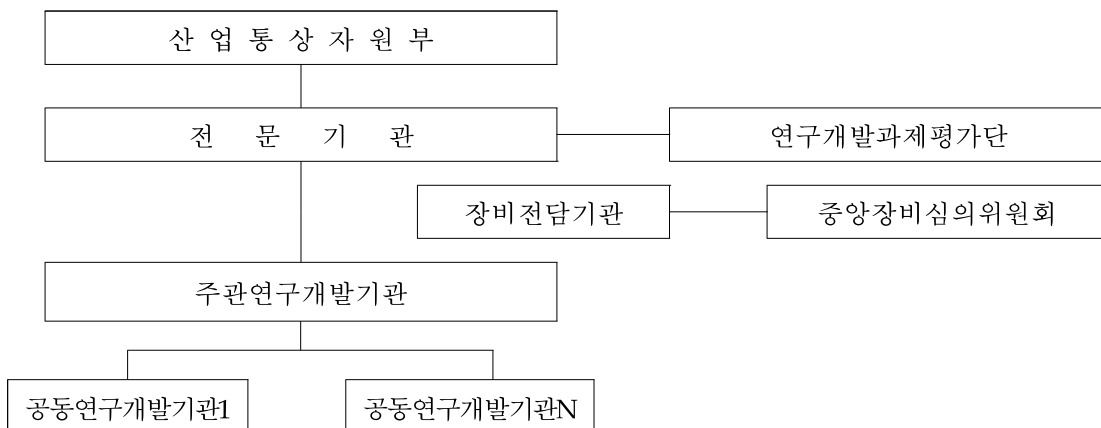 산 업 통 상 자 원 부
전 문 기 관
연구개발과제평가단
장비전담기관
중앙장비심의위원회
주관연구개발기관
공동연구개발기관1
공동연구개발기관N